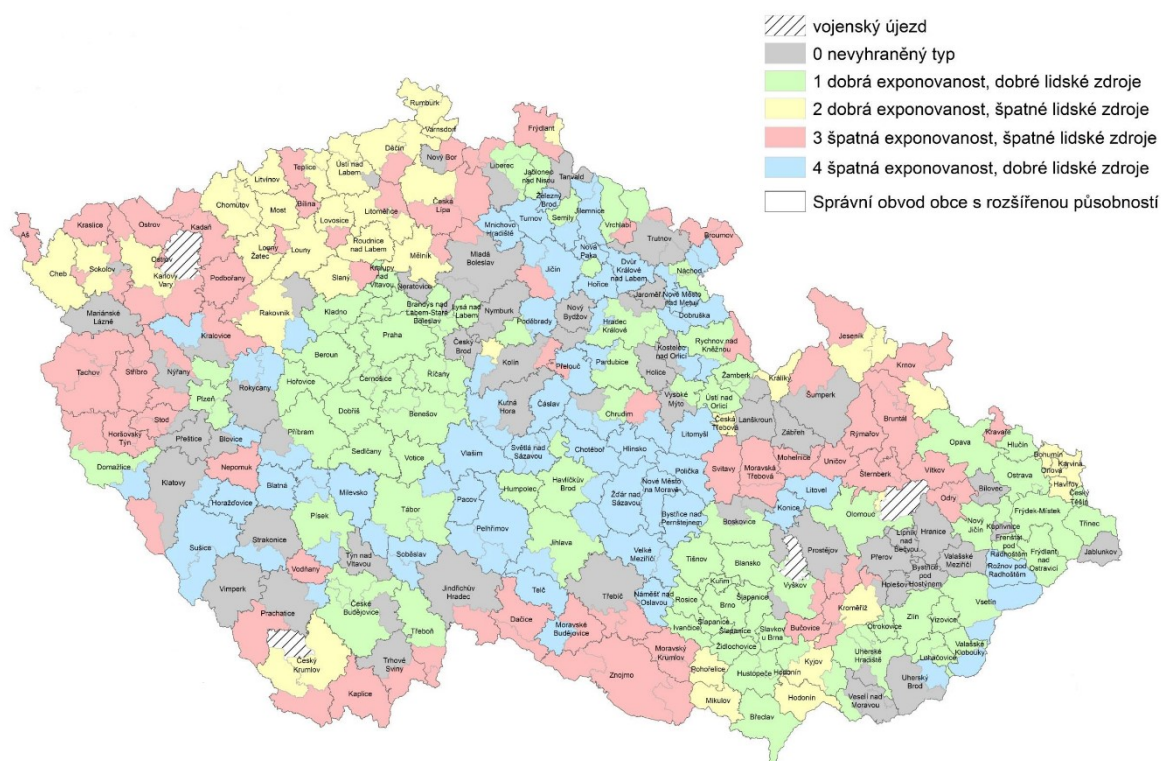 vojenský újezd
0 nevyhraněný typ
1 dobrá exponovanost, dobré lidské zdroje
2 dobrá exponovanost, špatné lidské zdroje
3 špatná exponovanost, špatné lidské zdroje
4 špatná exponovanost, dobré lidské zdroje
Správní obvod obce s rozšířenou působností
Rumburk
Varnsdorf
Děčín
Frýdlant
Nový Bor
Liberec
Jablonec
nad Nisou
Tanvald
Teplice
Ústí nad
Labem
Litvínov
Bílina
Most
Chomutov
Litoměřice
Lovosice
Česká
Lípa
Železný
Brod
Semily
Jilemnice
Turnov
Vrchlabí
Mnichovo
Hradiště
Trutnov
Broumov
Kraslice
Ostrov
Kadaň
Aš
Louny
Žatec
Louny
Roudnice
nad Labem
Mělník
Mladá
Boleslav
Nová
Paka
Jičín
Dvůr
Králové
nad Labem
Hořice
Náchod
Cheb
Sokolov
Ostrov
Karlovy
Vary
Podbořany
Slaný
Kralupy
nad
Vltavou
Neratovice
Jaroměř
Nové Město
nad Metují
Dobruška
Mariánské
Lázně
Rakovník
Kladno
Praha
Brandýs nad
Labem-Stará
Boleslav
Lysá nad
Labem
Nymburk
Poděbrady
Nový
Bydžov
Hradec
Králové
Rychnov nad
Kněžnou
Kralovice
Beroun
Český
Brod
Kolín
Přelouč
Pardubice
Kostelec
nad Orlicí
Holice
Žamberk
Králíky
Jeseník
Krnov
Tachov
Stříbro
Nýřany
Plzeň
Rokycany
Hořovice
Černošice
Říčany
Kutná
Hora
Čáslav
Chrudim
Vysoké
Mýto
Ústí nad
Orlicí
Česká
Třebová
Lanškroun
Šumperk
Zábřeh
Bruntál
Rýmařov
Stod
Horšovský
Týn
Přeštice
Blovice
Příbram
Dobříš
Benešov
Sedlčany
Votice
Vlašim
Světlá nad
Sázavou
Chotěboř
Hlinsko
Litomyšl
Polička
Svitavy
Moravská
Třebová
Mohelnice
Uničov
Šternberk
Opava
Kravaře
Hlučín
Ostrava
Bohumín
Orlová
Karviná
Havířov
Český
Těšín
Domažlice
Klatovy
Nepomuk
Horažďovice
Blatná
Milevsko
Písek
Tábor
Pacov
Humpolec
Havlíčkův
Brod
Žďár nad
Sázavou
Nové Město
na Moravě
Bystřice nad
Pernštejnem
Boskovice
Konice
Litovel
Olomouc
Vítkov
Odry
Bílovec
Nový
Jičín
Kopřivnice
Frýdek-Místek
Třinec
Jablunkov
Frenštát pod
Radhoštěm
Frýdlant
nad
Ostravicí
Rožnov pod
Radhoštěm
Sušice
Strakonice
Týn nad
Vltavou
Soběslav
Pelhřimov
Jihlava
Velké
Meziříčí
Tišnov
Blansko
Prostějov
Přerov
Lipník
nad
Bečvou
Hranice
Valašské
Meziříčí
Bystřice
pod
Hostýnem
Holešov
Vsetín
Vimperk
Vodňany
Prachatice
České
Budějovice
Třeboň
Jindřichův
Hradec
Telč
Třebíč
Náměšť nad
Oslavou
Rosice
Kuřim
Brno
Šlapanice
Vyškov
Ivančice
Šlapanice
Šlapanice
Slavkov
u Brna
Židlochovice
Bučovice
Kroměříž
Otrokovice
Zlín
Vizovice
Uherské
Hradiště
Luhačovice
Valašské
Klobouky
Český
Krumlov
Trhové
Sviny
Kaplice
Dačice
Moravské
Budějovice
Znojmo
Moravský
Krumlov
Pohořelice
Mikulov
Hustopeče
Hodonín
Kyjov
Hodonín
Břeclav
Veselí nad
Moravou
Uherský
Brod